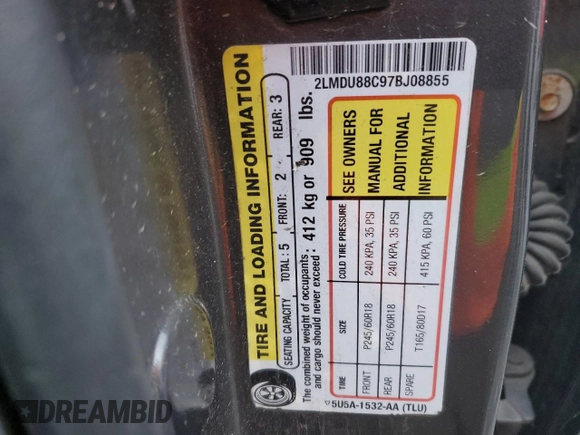 TIRE AND LOADING INFORMATION
SEATING CAPACITY TOTAL : 5 FRONT: 2 REAR: 3
The combined weight of occupants and cargo should never exceed : 412 kg or 909 lbs.
TIRE SIZE COLD TIRE PRESSURE
FRONT P245/60R18 240 KPA, 35 PSI
REAR P245/60R18 240 KPA, 35 PSI
SPARE T165/80D17 415 KPA, 60 PSI
SEE OWNERS
MANUAL FOR
ADDITIONAL
INFORMATION
5U5A-1532-AA (TLU)
2LMDU88C97BJ08855
DREAMBID